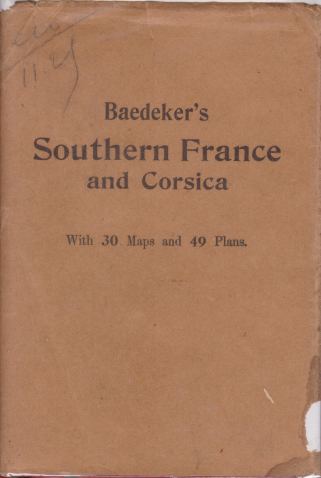 Baedeker's
Southern France
and Corsica
With 30 Maps and 49 Plans.